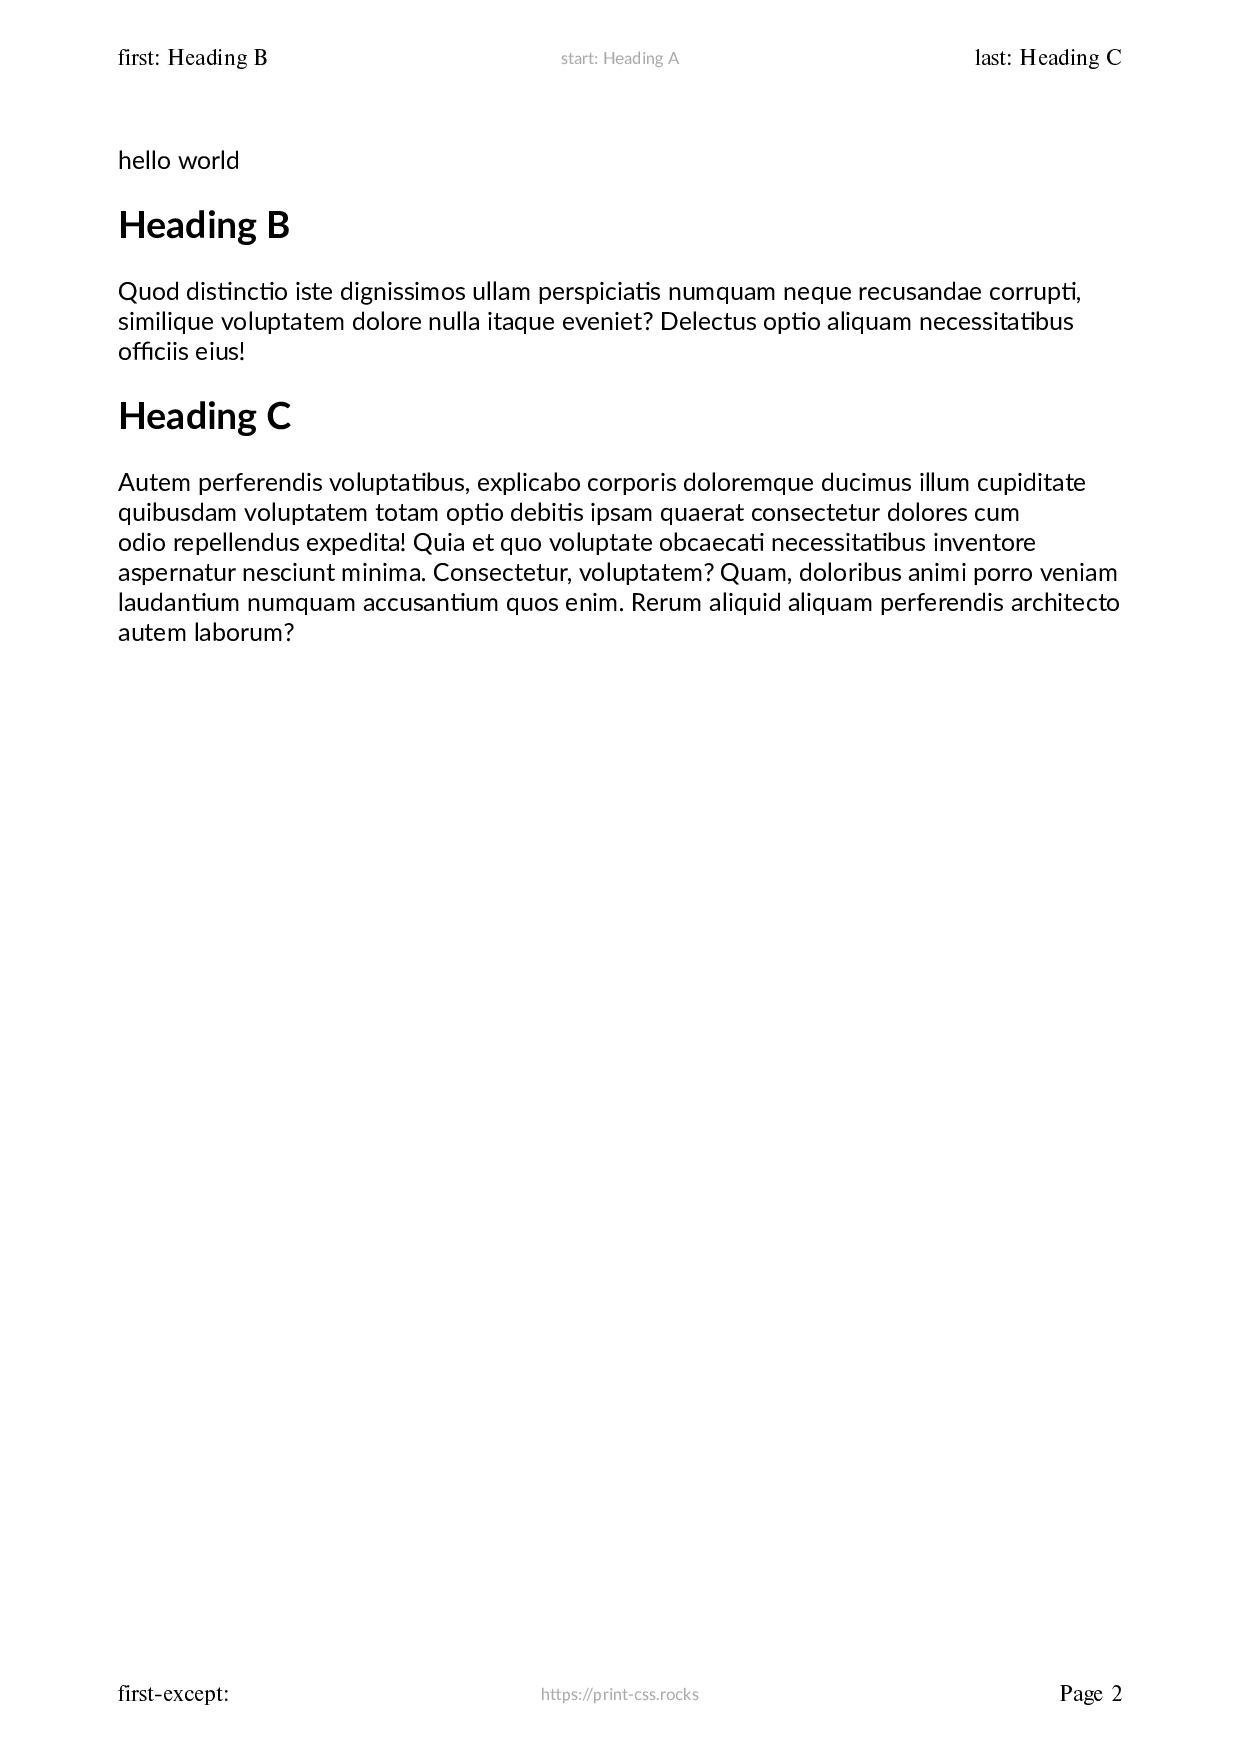 first: Heading B start: Heading A last: Heading C
hello world
Heading B
Quod distinctio iste dignissimos ullam perspiciatis numquam neque recusandae corrupti,
similique voluptatem dolore nulla itaque eveniet? Delectus optio aliquam necessitatibus
officiis eius!
Heading C
Autem perferendis voluptatibus, explicabo corporis doloremque ducimus illum cupiditate
quibusdam voluptatem totam optio debitis ipsam quaerat consectetur dolores cum
odio repellendus expedita! Quia et quo voluptate obcaecati necessitatibus inventore
aspernatur nesciunt minima. Consectetur, voluptatem? Quam, doloribus animi porro veniam
laudantium numquam accusantium quos enim. Rerum aliquid aliquam perferendis architecto
autem laborum?
first-except: https://print-css.rocks Page 2